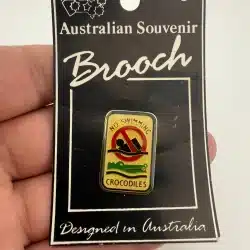 Australian Souvenir
Brooch
NO SWIMMING
CROCODILES
Designed in Australia